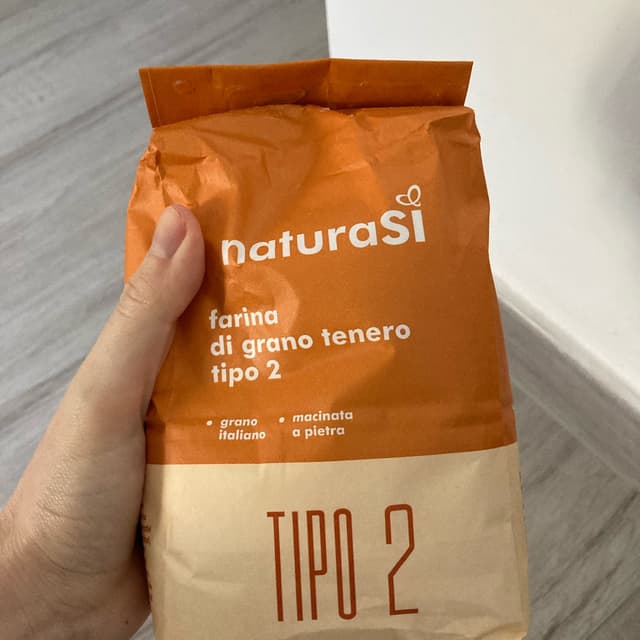 naturaSì
farina
di grano tenero
tipo 2
• grano
italiano
• macinata
a pietra
TIPO 2